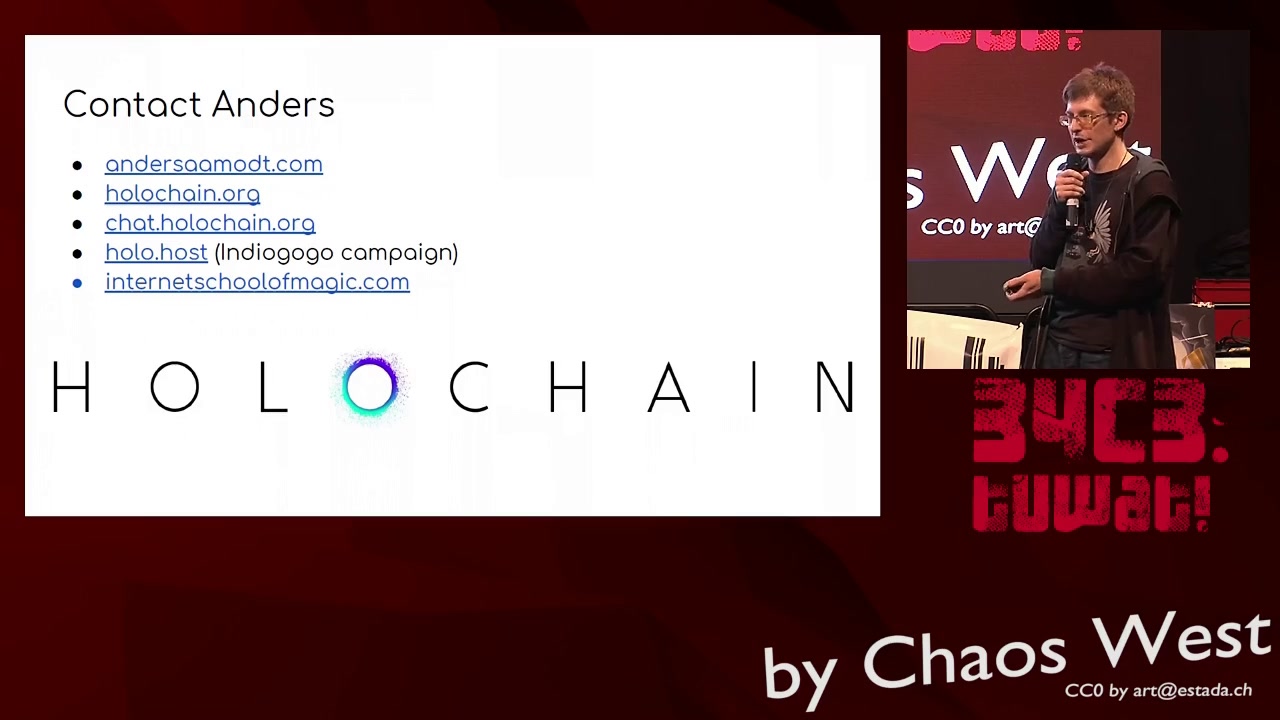 Contact Anders
andersaamodt.com
holochain.org
chat.holochain.org
holo.host (Indiogogo campaign)
internetschoolofmagic.com
HOLOCHAIN
s West
CC0 by art@
34C3:
tuwat!
by Chaos West
CC0 by art@estada.ch